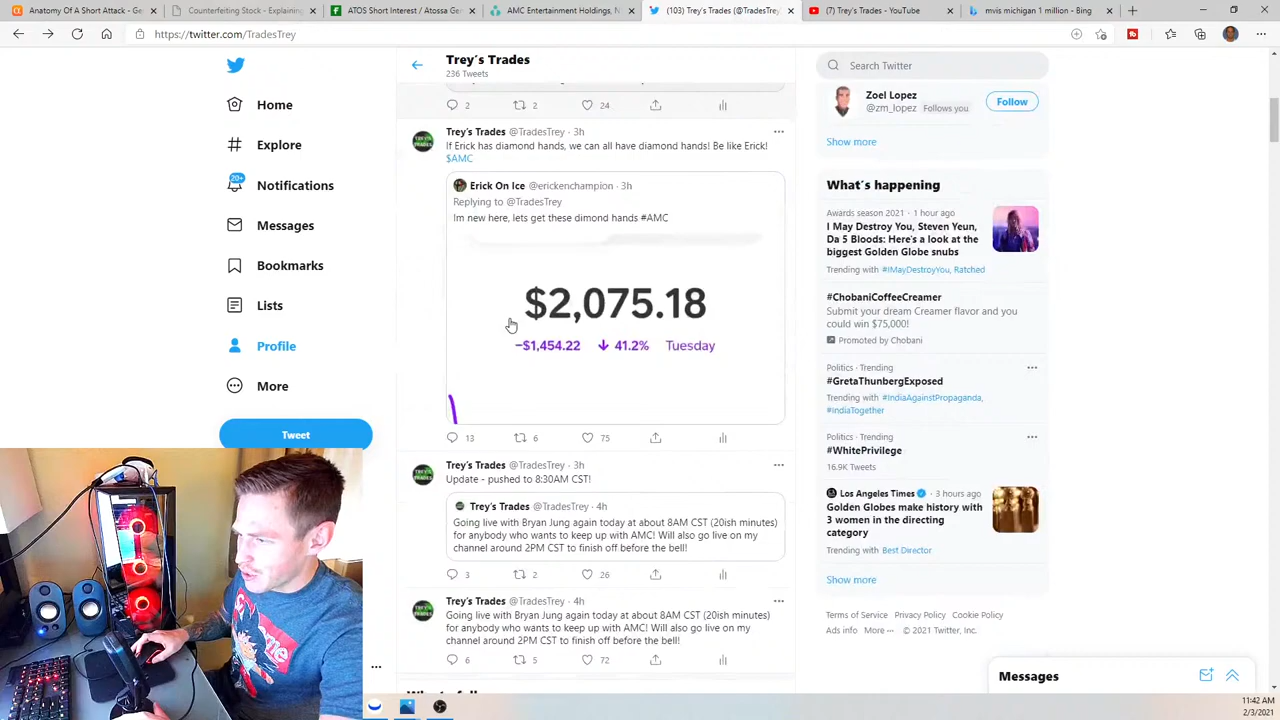 Anatomy Of A Short Attack - Ge
Counterfeiting Stock - Explaining
ATOS Short Interest / Atossa Gen
AMC Entertainment Holdings, N
(103) Trey's Trades (@TradesTrey
(7) Trey's Trades - YouTube
mvis michigan 1 million - Bing
https://twitter.com/TradesTrey
Home
Explore
20+
Notifications
Messages
Bookmarks
Lists
Profile
More
Tweet
Trey's Trades
236 Tweets
2
2
24
Trey's Trades @TradesTrey · 3h
If Erick has diamond hands, we can all have diamond hands! Be like Erick!
$AMC
Erick On Ice @erickenchampion · 3h
Replying to @TradesTrey
Im new here, lets get these dimond hands #AMC
$2,075.18
−$1,454.22 41.2% Tuesday
13
6
75
Trey's Trades @TradesTrey · 3h
Update - pushed to 8:30AM CST!
Trey's Trades @TradesTrey · 4h
Going live with Bryan Jung again today at about 8AM CST (20ish minutes)
for anybody who wants to keep up with AMC! Will also go live on my
channel around 2PM CST to finish off before the bell!
3
2
26
Trey's Trades @TradesTrey · 4h
Going live with Bryan Jung again today at about 8AM CST (20ish minutes)
for anybody who wants to keep up with AMC! Will also go live on my
channel around 2PM CST to finish off before the bell!
6
5
72
Search Twitter
Zoel Lopez
@zm_lopez Follows you
Follow
Show more
What's happening
Awards season 2021 · 1 hour ago
I May Destroy You, Steven Yeun,
Da 5 Bloods: Here's a look at the
biggest Golden Globe snubs
Trending with #IMayDestroyYou, Ratched
#ChobaniCoffeeCreamer
Submit your dream Creamer flavor and you
could win $75,000!
Promoted by Chobani
Politics · Trending
#GretaThunbergExposed
Trending with #IndiaAgainstPropaganda,
#IndiaTogether
Politics · Trending
#WhitePrivilege
16.9K Tweets
Los Angeles Times · 3 hours ago
Golden Globes make history with
3 women in the directing
category
Trending with Best Director
Show more
Terms of Service Privacy Policy Cookie Policy
Ads info More ··· © 2021 Twitter, Inc.
Messages
11:42 AM
2/3/2021